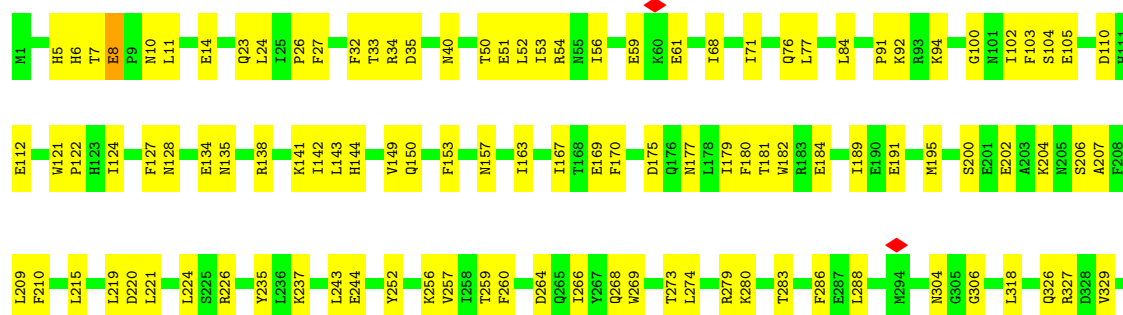 M1 H5 H6 T7 E8 P9 N10 L11 E14 Q23 L24 I25 P26 F27 F32 T33 R34 D35 N40 T50 E51 L52 I53 R54 N55 I56 E59 K60 E61 I68 I71 Q76 L77 L84 P91 K92 R93 K94 G100 N101 I102 F103 S104 E105 D110 H111
E112 W121 P122 H123 I124 F127 N128 E134 N135 R138 K141 I142 L143 H144 V149 Q150 F153 N157 I163 I167 T168 E169 F170 D175 Q176 N177 L178 I179 F180 T181 W182 R183 E184 I189 E190 E191 M195 S200 E201 E202 A203 K204 N205 S206 A207 F208
L209 F210 L215 L219 D220 L221 L224 S225 R226 Y235 L236 K237 L243 E244 Y252 K256 V257 I258 T259 F260 D264 Q265 I266 Y267 Q268 W269 T273 L274 R279 K280 T283 F286 E287 L288 M294 N304 G305 G306 L318 Q326 R327 D328 V329